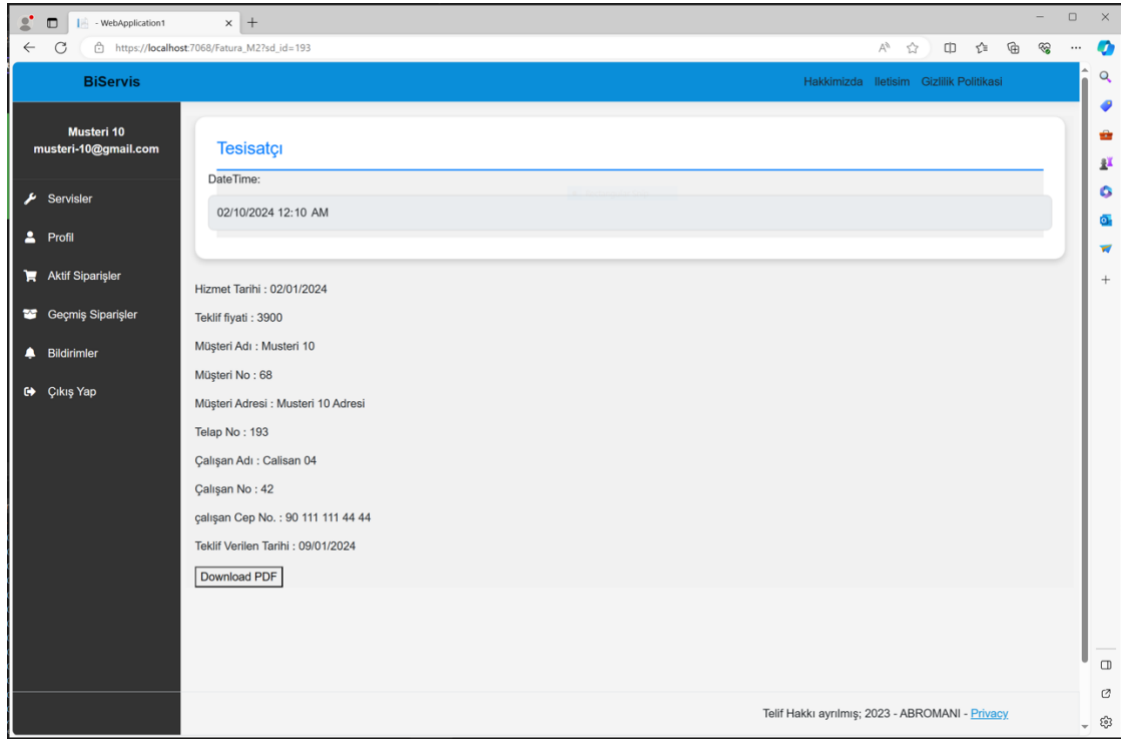 - WebApplication1
https://localhost:7068/Fatura_M2?sd_id=193
BiServis
Hakkimizda Iletisim Gizlilik Politikasi
Musteri 10
musteri-10@gmail.com
Servisler
Profil
Aktif Siparişler
Geçmiş Siparişler
Bildirimler
Çıkış Yap
Tesisatçı
DateTime:
02/10/2024 12:10 AM
Hizmet Tarihi : 02/01/2024
Teklif fiyati : 3900
Müşteri Adı : Musteri 10
Müşteri No : 68
Müşteri Adresi : Musteri 10 Adresi
Telap No : 193
Çalışan Adı : Calisan 04
Çalışan No : 42
çalışan Cep No. : 90 111 111 44 44
Teklif Verilen Tarihi : 09/01/2024
Download PDF
Telif Hakkı ayrılmış; 2023 - ABROMANI - Privacy